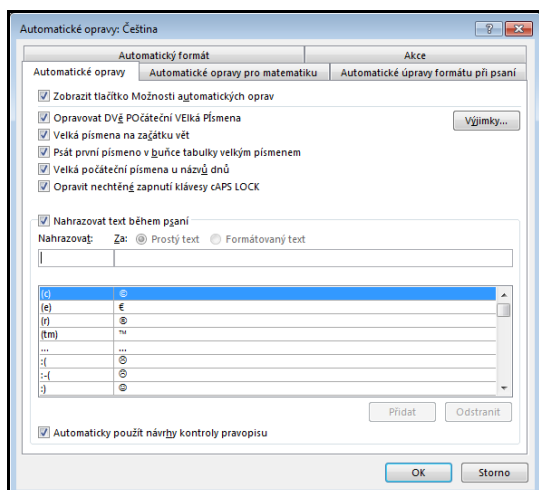 Automatické opravy: Čeština
Automatický formát Akce
Automatické opravy Automatické opravy pro matematiku Automatické úpravy formátu při psaní
Zobrazit tlačítko Možnosti automatických oprav
Opravovat DVě POčáteční VElká PÍsmena Výjimky...
Velká písmena na začátku vět
Psát první písmeno v buňce tabulky velkým písmenem
Velká počáteční písmena u názvů dnů
Opravit nechtěné zapnutí klávesy cAPS LOCK
Nahrazovat text během psaní
Nahrazovat: Za: Prostý text Formátovaný text
(c) ©
(e) €
(r) ®
(tm) ™
... ...
:( ☹
:-( ☹
:) ☺
Přidat Odstranit
Automaticky použít návrhy kontroly pravopisu
OK Storno